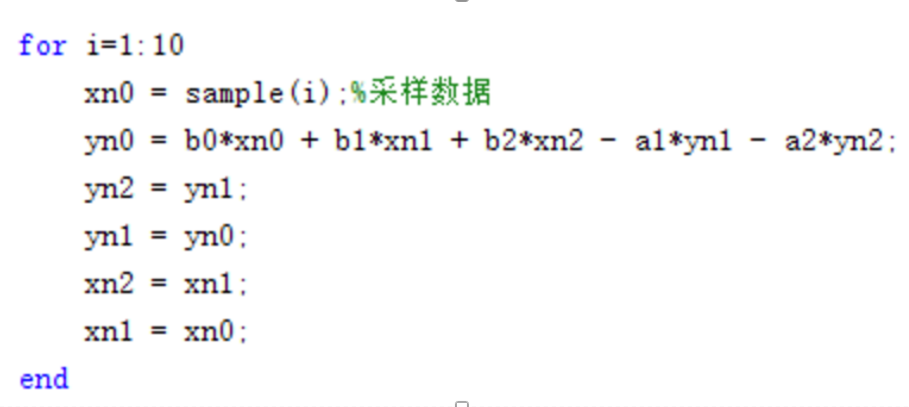 for i=1:10
xn0 = sample(i);%采样数据
yn0 = b0*xn0 + b1*xn1 + b2*xn2 - a1*yn1 - a2*yn2;
yn2 = yn1;
yn1 = yn0;
xn2 = xn1;
xn1 = xn0;
end